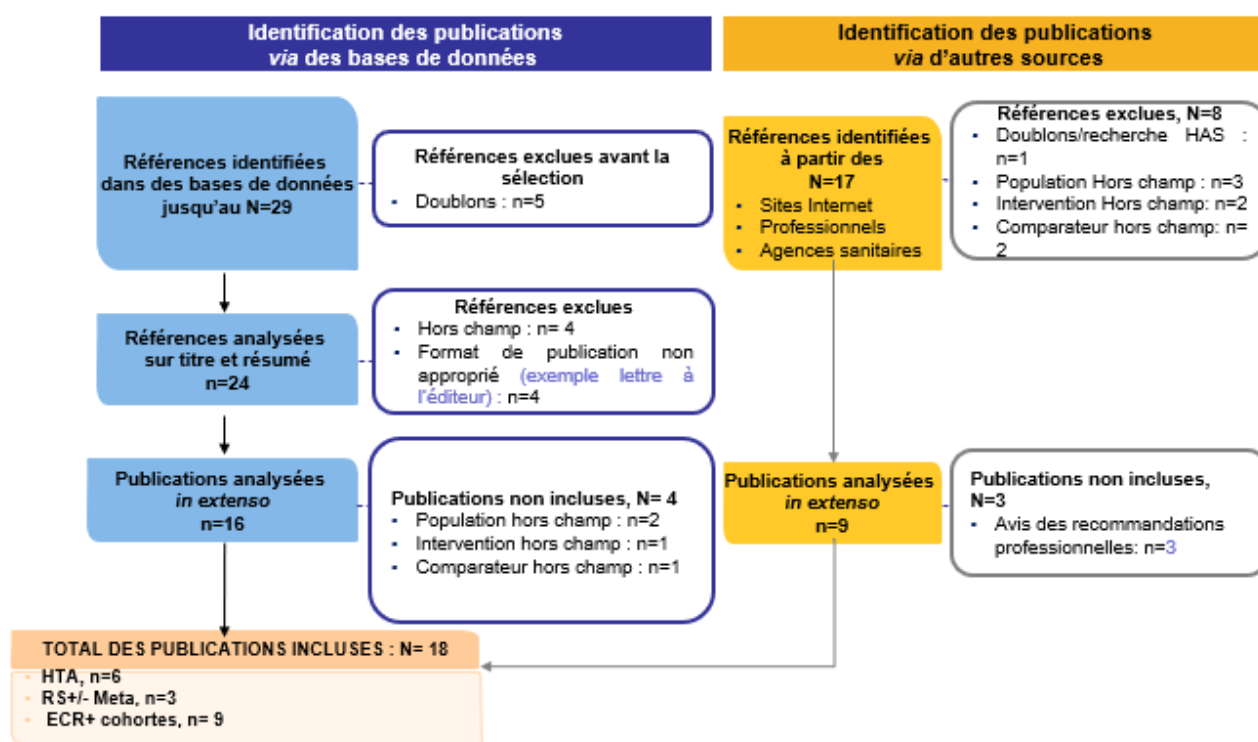 Identification des publications
via des bases de données
Identification des publications
via d'autres sources
Références identifiées
dans des bases de données
jusqu'au N=29
Références exclues avant la
sélection
▪ Doublons : n=5
Références identifiées
à partir des
N=17
▪ Sites Internet
▪ Professionnels
▪ Agences sanitaires
Références exclues, N=8
▪ Doublons/recherche HAS :
n=1
▪ Population Hors champ : n=3
▪ Intervention Hors champ: n=2
▪ Comparateur hors champ: n=
2
Références analysées
sur titre et résumé
n=24
Références exclues
▪ Hors champ : n= 4
▪ Format de publication non
approprié (exemple lettre à
l'éditeur) : n=4
Publications analysées
in extenso
n=16
Publications non incluses, N= 4
▪ Population hors champ : n=2
▪ Intervention hors champ : n=1
▪ Comparateur hors champ : n=1
Publications analysées
in extenso
n=9
Publications non incluses,
N=3
▪ Avis des recommandations
professionnelles: n=3
TOTAL DES PUBLICATIONS INCLUSES : N= 18
- HTA, n=6
- RS+/- Meta, n=3
- ECR+ cohortes, n= 9